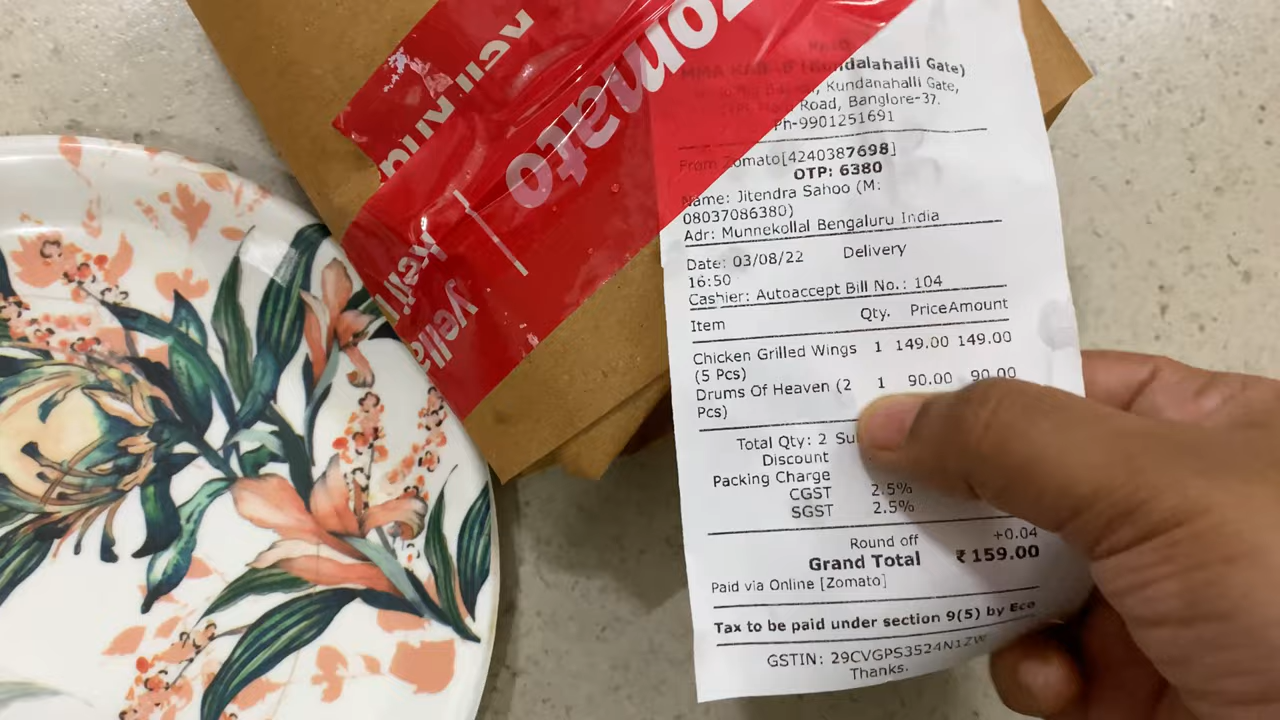 zomato
Kundalahalli Gate)
Kundanahalli Gate,
Road, Banglore-37.
Ph-9901251691
From Zomato[4240387698]
OTP: 6380
Name: Jitendra Sahoo (M:
08037086380)
Adr: Munnekollal Bengaluru India
Date: 03/08/22 Delivery
16:50
Cashier: Autoaccept Bill No.: 104
Item Qty. PriceAmount
Chicken Grilled Wings 1 149.00 149.00
(5 Pcs)
Drums Of Heaven (2 1 90.00 90.00
Pcs)
Total Qty: 2
Discount
Packing Charge
CGST 2.5%
SGST 2.5%
Round off +0.04
Grand Total ₹159.00
Paid via Online [Zomato]
Tax to be paid under section 9(5) by Eco
GSTIN: 29CVGPS3524N1ZW
Thanks.